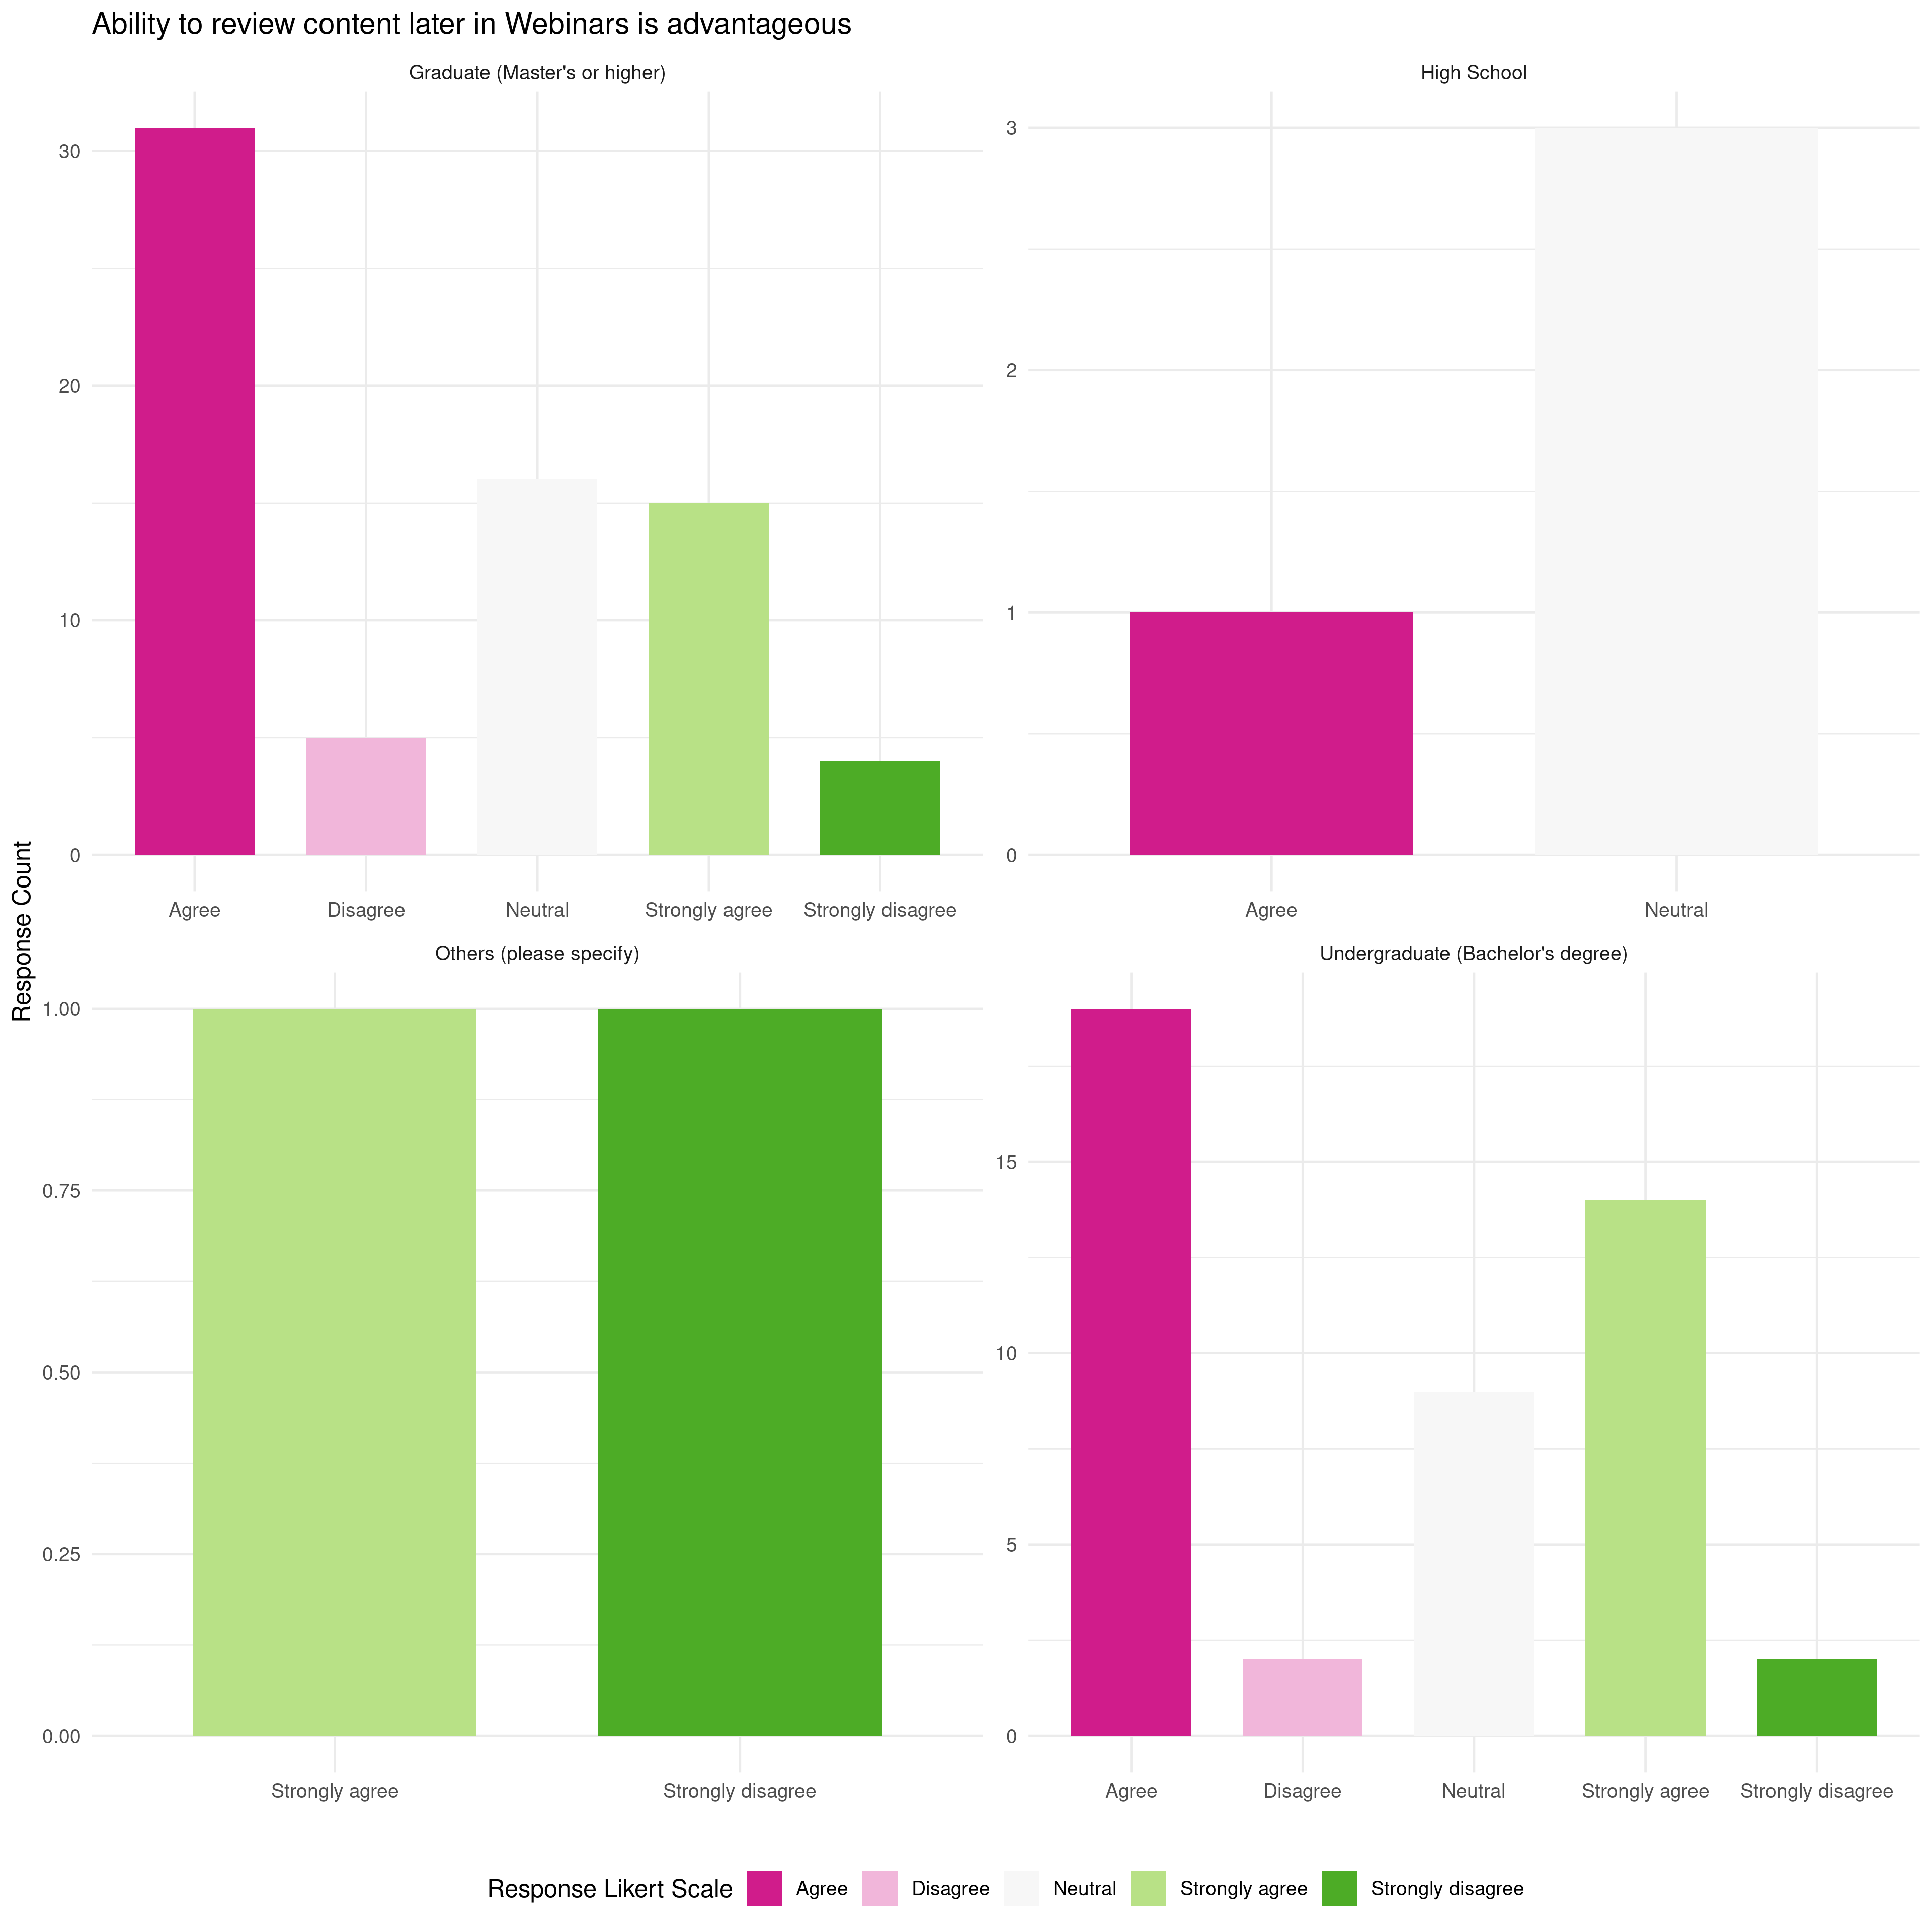 Ability to review content later in Webinars is advantageous
Graduate (Master's or higher)
30
20
10
0
Agree Disagree Neutral Strongly agree Strongly disagree
High School
3
2
1
0
Agree Neutral
Response Count
Others (please specify)
1.00
0.75
0.50
0.25
0.00
Strongly agree Strongly disagree
Undergraduate (Bachelor's degree)
15
10
5
0
Agree Disagree Neutral Strongly agree Strongly disagree
Response Likert Scale Agree Disagree Neutral Strongly agree Strongly disagree